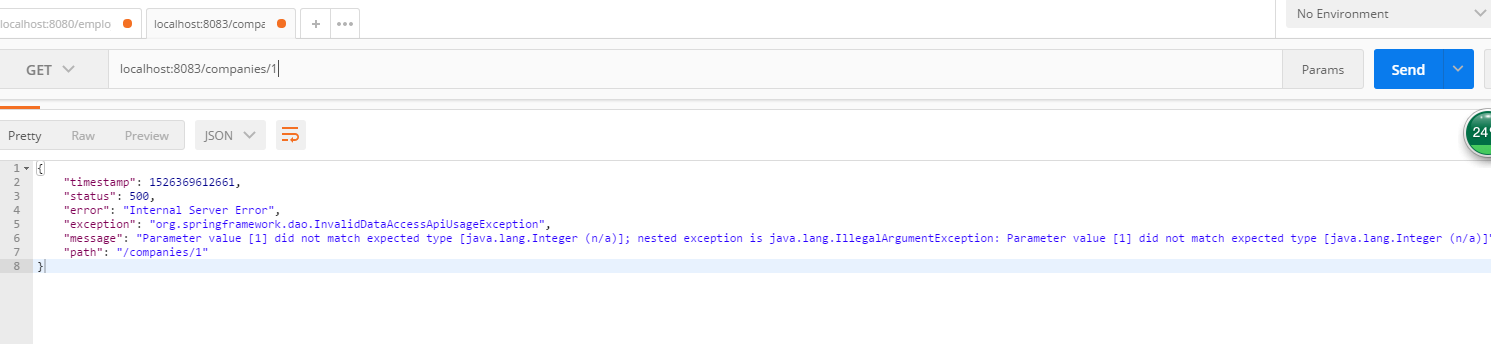 localhost:8080/emplo
localhost:8083/compa
+
•••
No Environment
GET
localhost:8083/companies/1
Params
Send
Pretty
Raw
Preview
JSON
24
1 {
2 "timestamp": 1526369612661,
3 "status": 500,
4 "error": "Internal Server Error",
5 "exception": "org.springframework.dao.InvalidDataAccessApiUsageException",
6 "message": "Parameter value [1] did not match expected type [java.lang.Integer (n/a)]; nested exception is java.lang.IllegalArgumentException: Parameter value [1] did not match expected type [java.lang.Integer (n/a)]"
7 "path": "/companies/1"
8 }